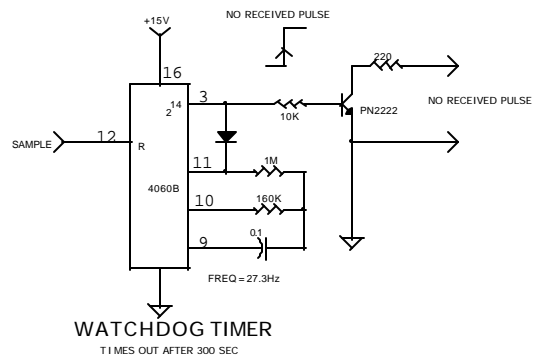 NO RECEIVED PULSE
+15V
16
220
14
3
2
NO RECEIVED PULSE
10K
PN2222
SAMPLE
12
R
11
1M
4060B
10
160K
9
0.1
FREQ = 27.3Hz
WATCHDOG TIMER
TIMES OUT AFTER 300 SEC